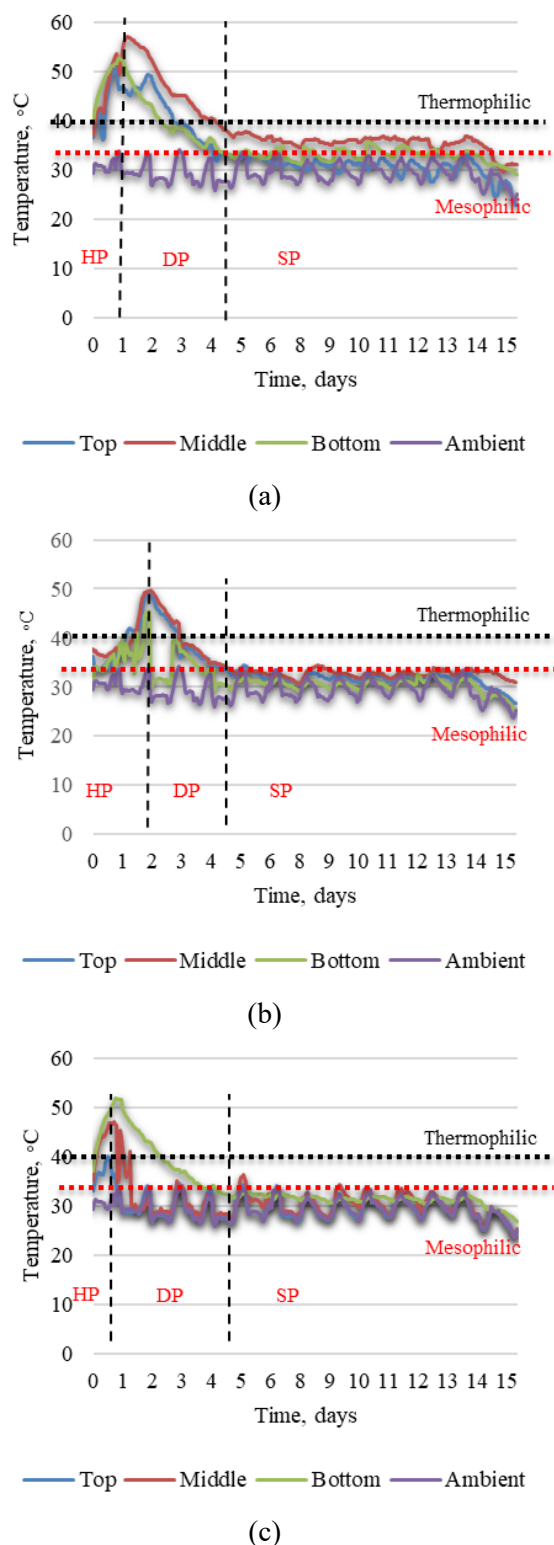 60
50
Thermophilic
40
30
Mesophilic
20
HP DP SP
10
0
0 1 2 3 4 5 6 7 8 9 10 11 12 13 14 15
Temperature, °C
Time, days
Top Middle Bottom Ambient
(a)
60
50
Thermophilic
40
30
Mesophilic
20
10
HP DP SP
0
0 1 2 3 4 5 6 7 8 9 10 11 12 13 14 15
Temperature, °C
Time, days
Top Middle Bottom Ambient
(b)
60
50
Thermophilic
40
30
Mesophilic
20
HP DP SP
10
0
0 1 2 3 4 5 6 7 8 9 10 11 12 13 14 15
Temperature, °C
Time, days
Top Middle Bottom Ambient
(c)